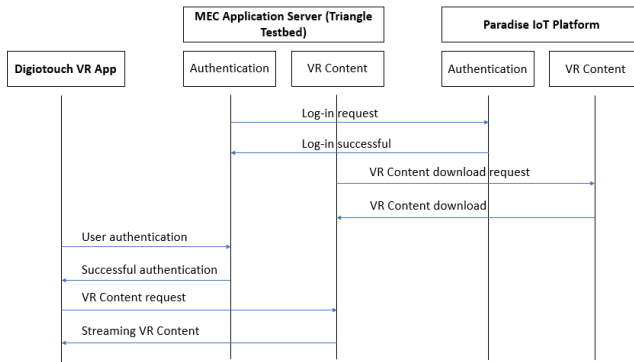 MEC Application Server (Triangle
Testbed)
Paradise IoT Platform
Digiotouch VR App
Authentication
VR Content
Authentication
VR Content
Log-in request
Log-in successful
VR Content download request
VR Content download
User authentication
Successful authentication
VR Content request
Streaming VR Content